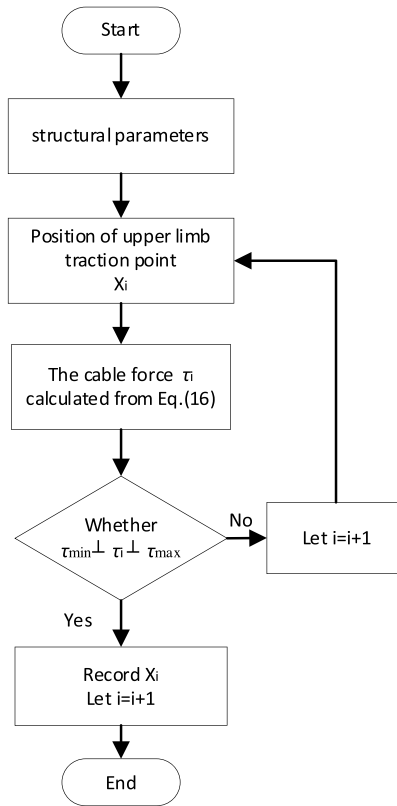 Start
structural parameters
Position of upper limb
traction point
Xi
The cable force τi
calculated from Eq.(16)
Whether
τmin⊥ τi⊥ τmax
No
Let i=i+1
Yes
Record Xi
Let i=i+1
End